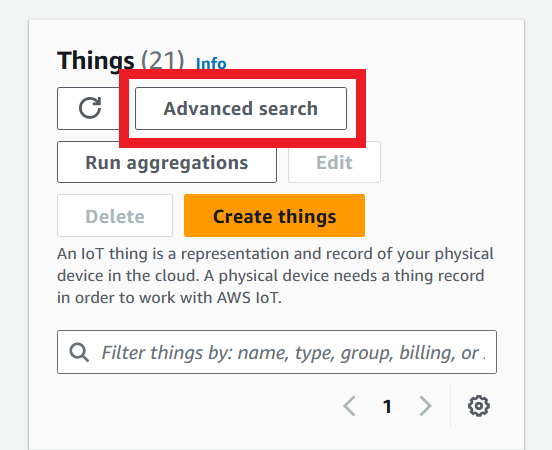 Things (21) Info
Advanced search
Run aggregations Edit
Delete Create things
An IoT thing is a representation and record of your physical
device in the cloud. A physical device needs a thing record
in order to work with AWS IoT.
Filter things by: name, type, group, billing, or .
1